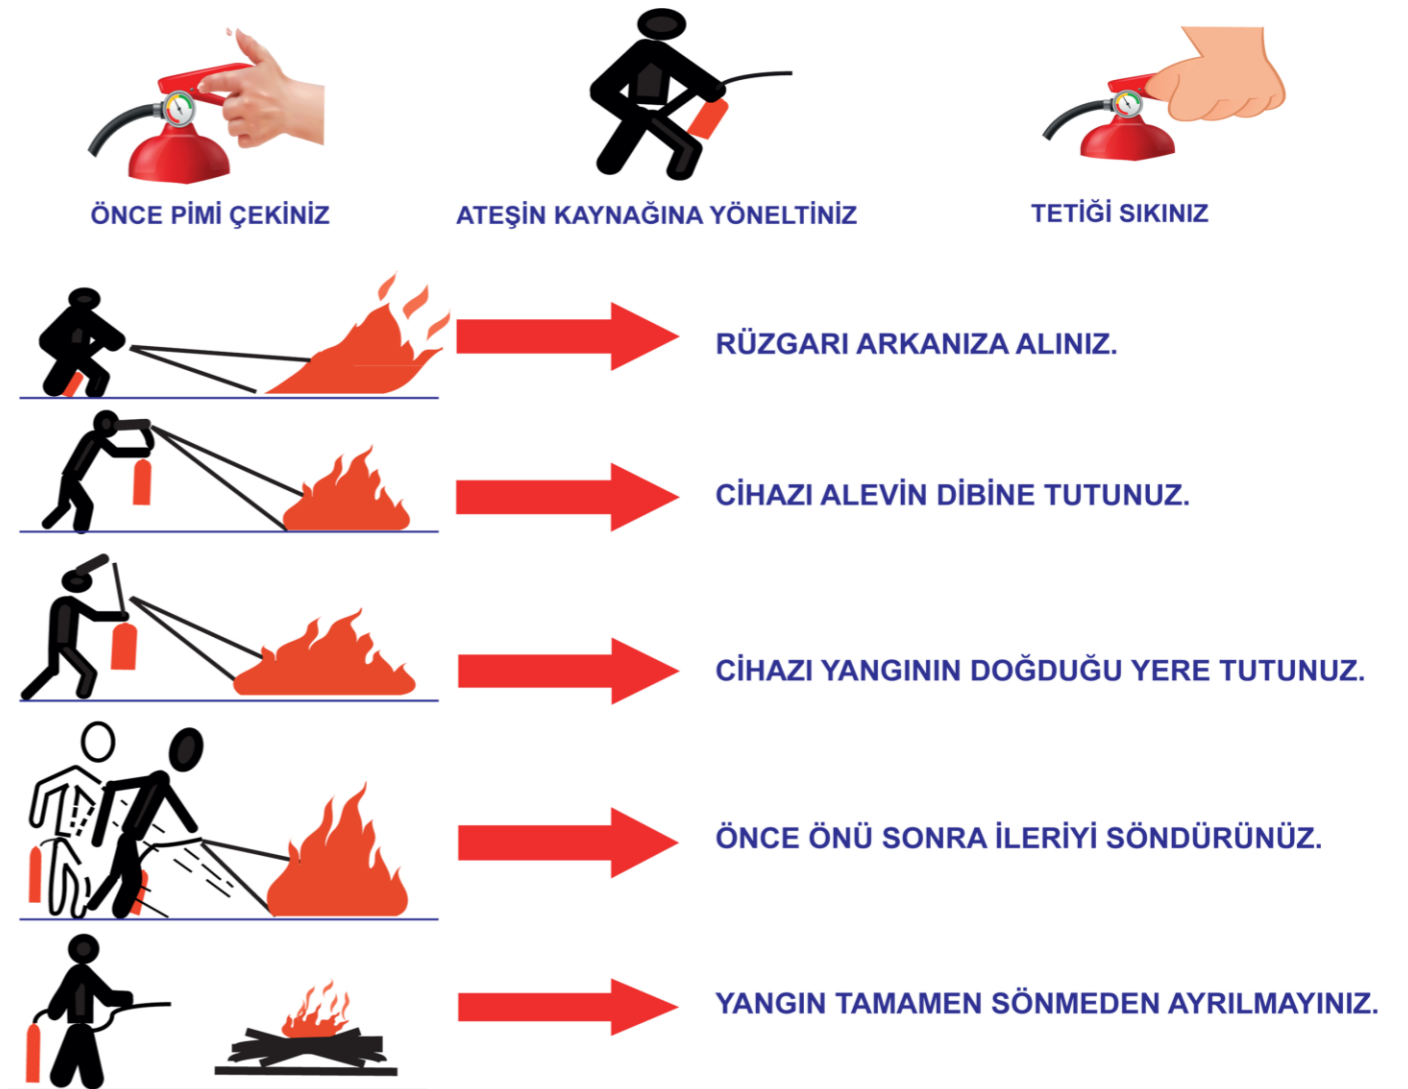 ÖNCE PİMİ ÇEKİNİZ
ATEŞİN KAYNAĞINA YÖNELTİNİZ
TETİĞİ SIKINIZ
RÜZGARI ARKANIZA ALINIZ.
CİHAZI ALEVİN DİBİNE TUTUNUZ.
CİHAZI YANGININ DOĞDUĞU YERE TUTUNUZ.
ÖNCE ÖNÜ SONRA İLERİYİ SÖNDÜRÜNÜZ.
YANGIN TAMAMEN SÖNMEDEN AYRILMAYINIZ.